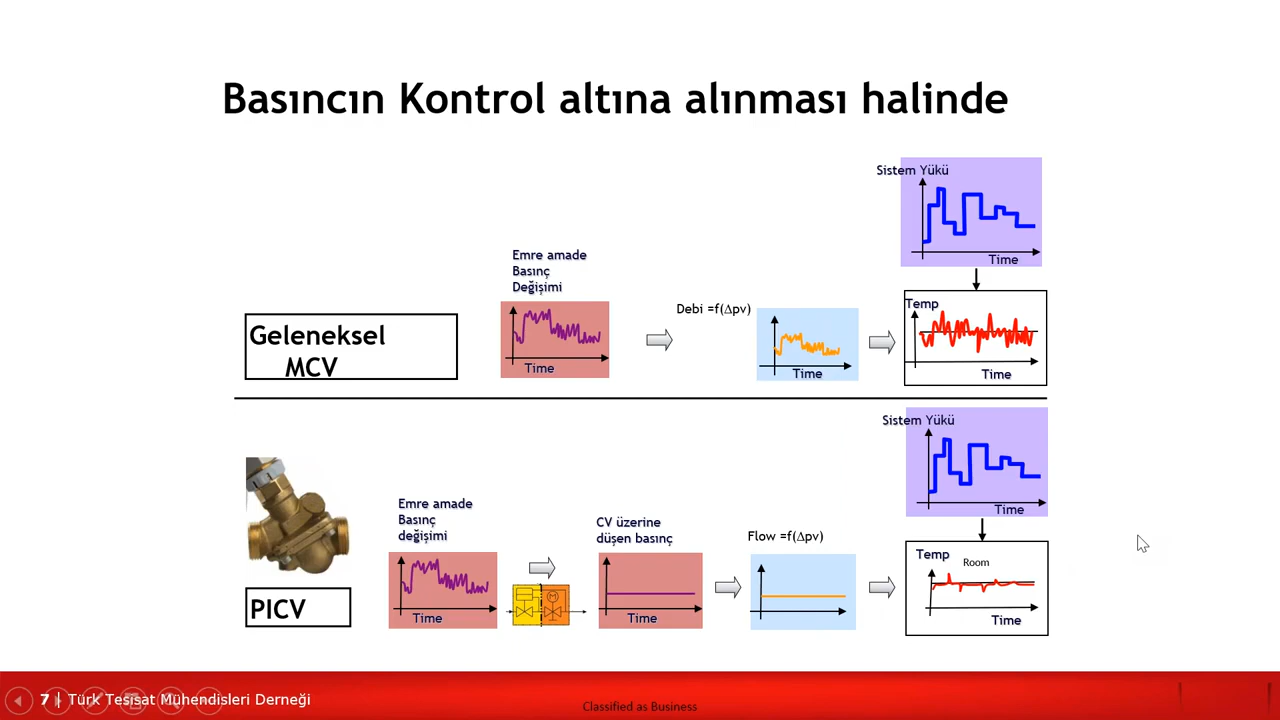 Basıncın Kontrol altına alınması halinde
Sistem Yükü
Time
Emre amade
Basınç
Değişimi
Time
Debi =f(Δpv)
Time
Temp
Time
Geleneksel
MCV
Sistem Yükü
Time
Emre amade
Basınç
değişimi
Time
M
CV üzerine
düşen basınç
Time
Flow =f(Δpv)
Temp
Room
Time
PICV
7 | Türk Tesisat Mühendisleri Derneği
Classified as Business